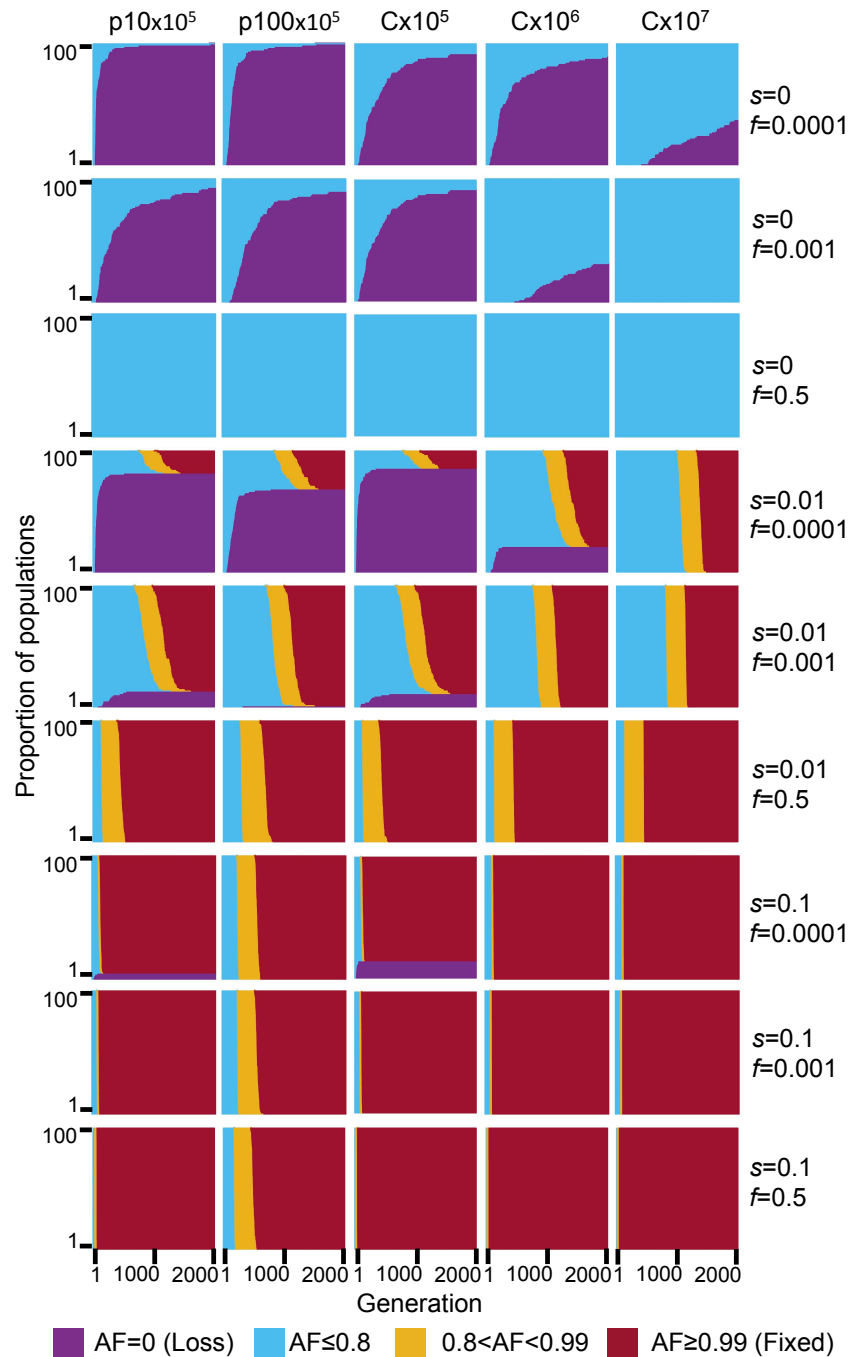 p10x10⁵ p100x10⁵ Cx10⁵ Cx10⁶ Cx10⁷
100
1
s=0
f=0.0001
100
1
s=0
f=0.001
100
1
s=0
f=0.5
100
1
s=0.01
f=0.0001
100
1
s=0.01
f=0.001
100
1
s=0.01
f=0.5
100
1
s=0.1
f=0.0001
100
1
s=0.1
f=0.001
100
1
s=0.1
f=0.5
Proportion of populations
1 1000 2000 1 1000 2000 1 1000 2000 1 1000 2000 1 1000 2000
Generation
AF=0 (Loss) AF≤0.8 0.8<AF<0.99 AF≥0.99 (Fixed)